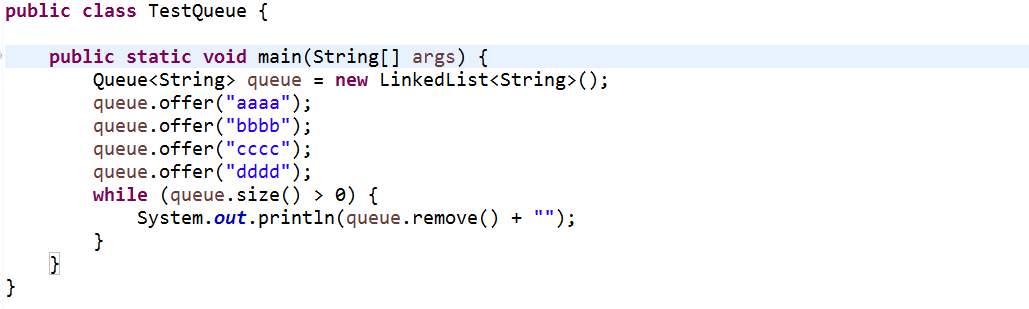 public class TestQueue {
public static void main(String[] args) {
Queue<String> queue = new LinkedList<String>();
queue.offer("aaaa");
queue.offer("bbbb");
queue.offer("cccc");
queue.offer("dddd");
while (queue.size() > 0) {
System.out.println(queue.remove() + "");
}
}
}